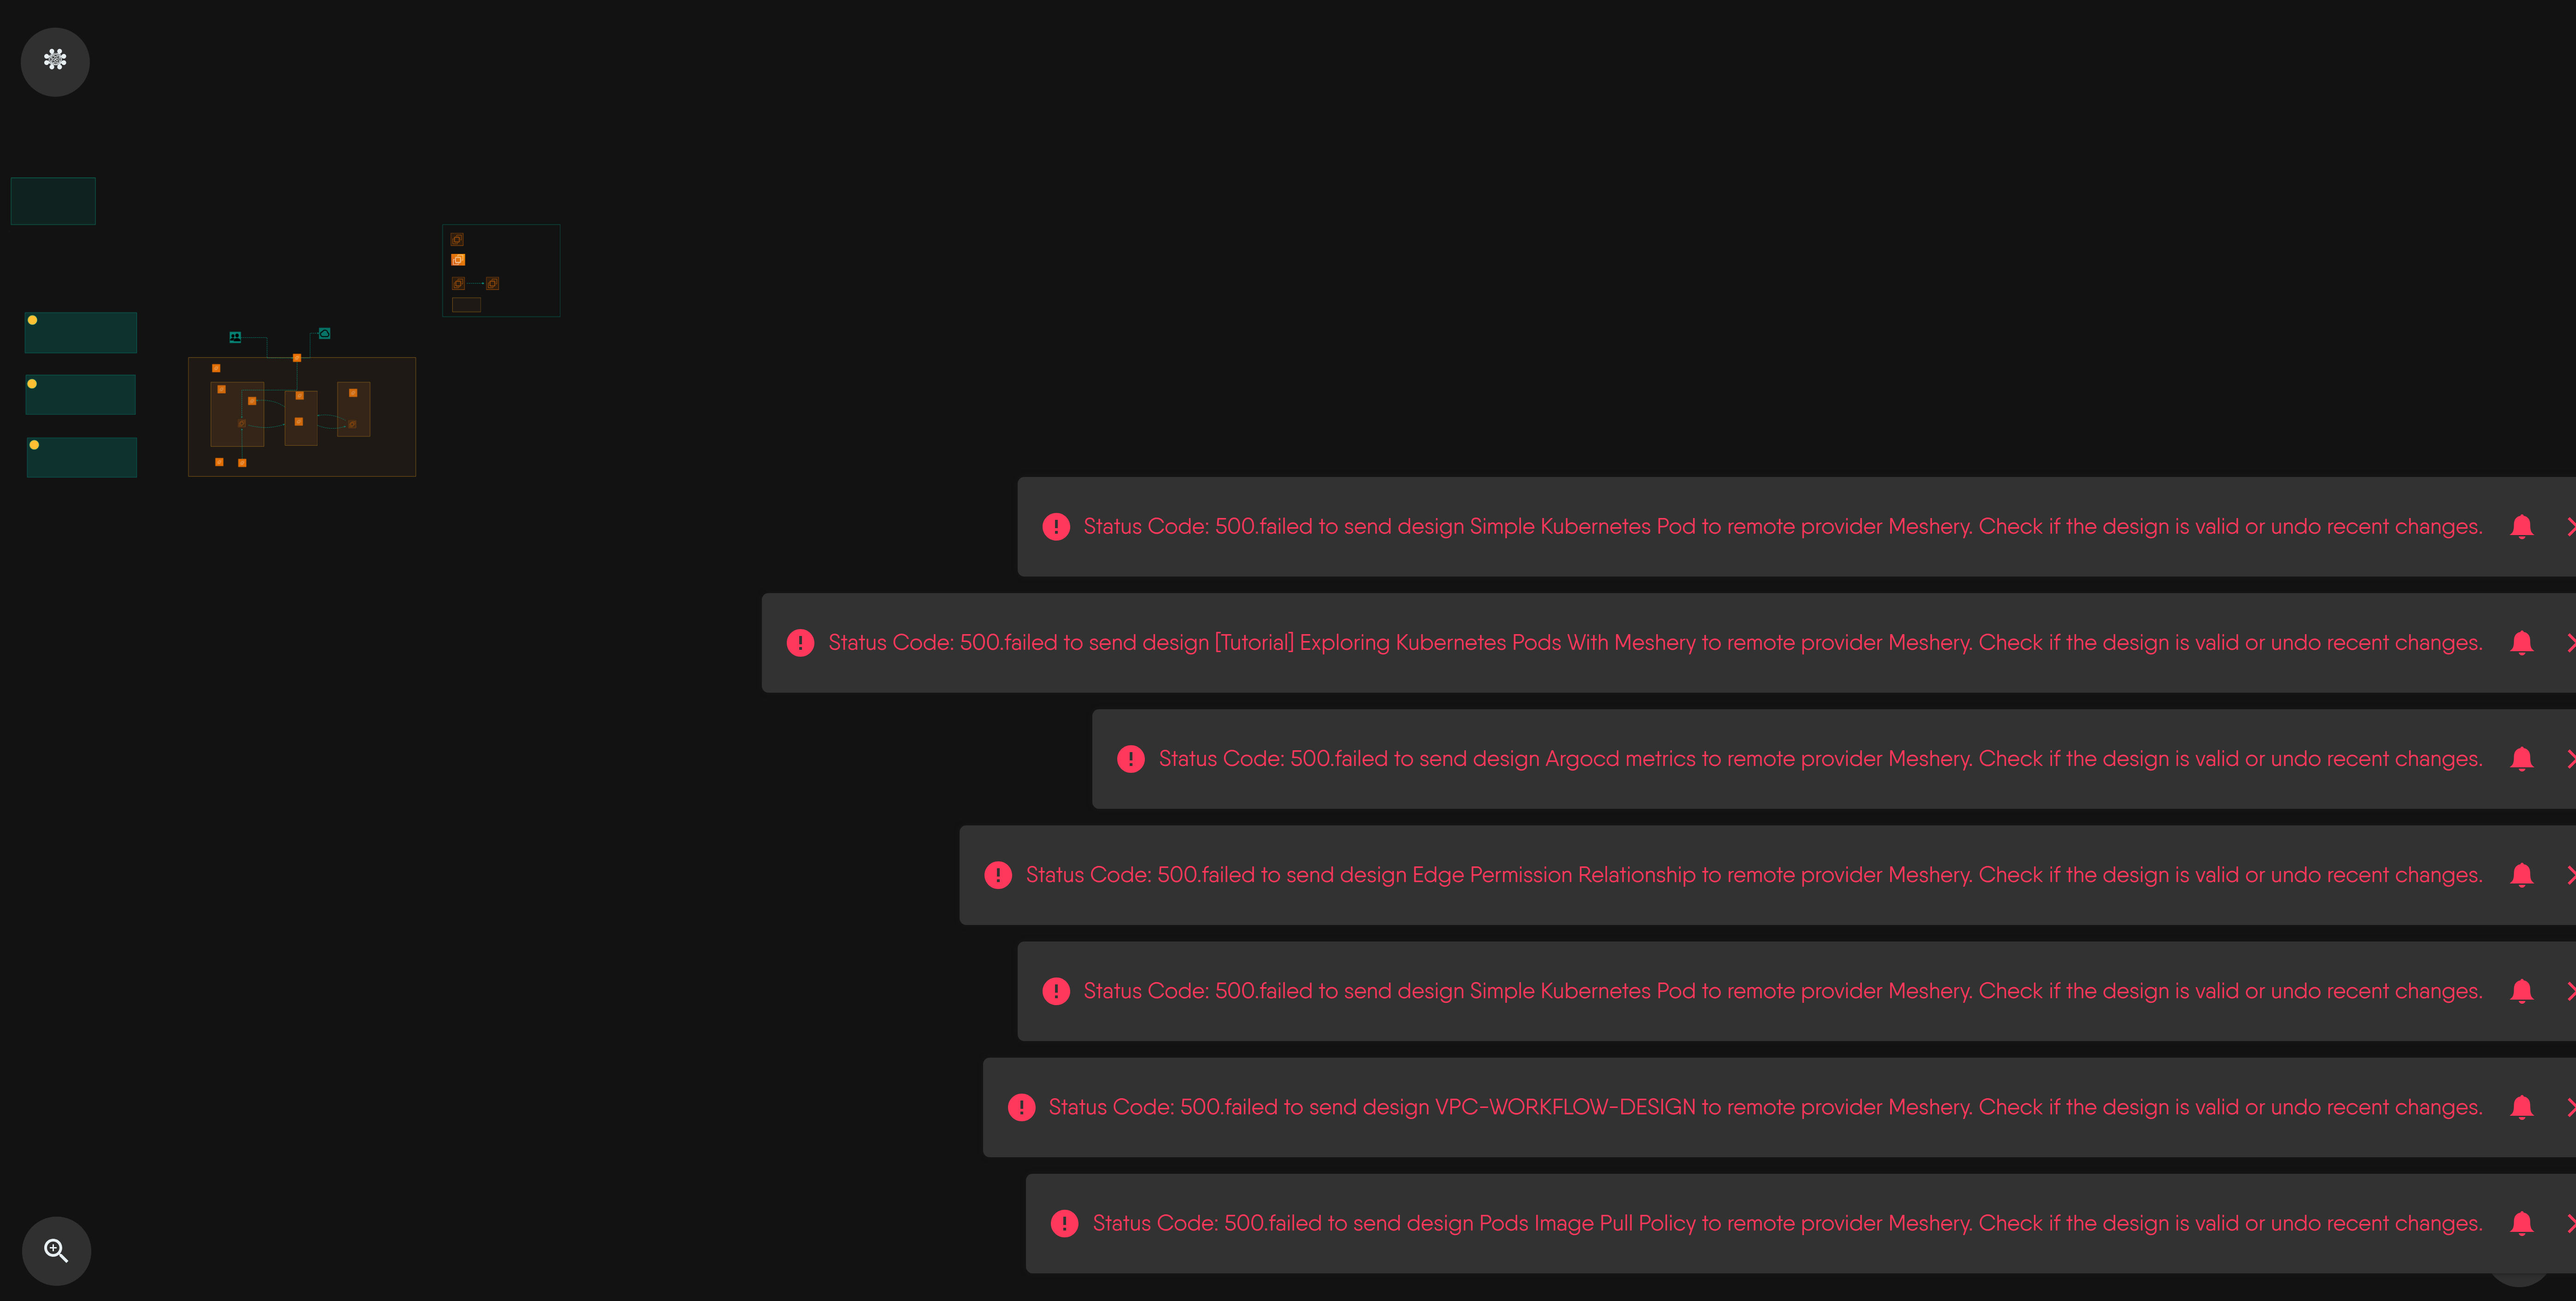 Status Code: 500.failed to send design Simple Kubernetes Pod to remote provider Meshery. Check if the design is valid or undo recent changes.
Status Code: 500.failed to send design [Tutorial] Exploring Kubernetes Pods With Meshery to remote provider Meshery. Check if the design is valid or undo recent changes.
Status Code: 500.failed to send design Argocd metrics to remote provider Meshery. Check if the design is valid or undo recent changes.
Status Code: 500.failed to send design Edge Permission Relationship to remote provider Meshery. Check if the design is valid or undo recent changes.
Status Code: 500.failed to send design Simple Kubernetes Pod to remote provider Meshery. Check if the design is valid or undo recent changes.
Status Code: 500.failed to send design VPC-WORKFLOW-DESIGN to remote provider Meshery. Check if the design is valid or undo recent changes.
Status Code: 500.failed to send design Pods Image Pull Policy to remote provider Meshery. Check if the design is valid or undo recent changes.